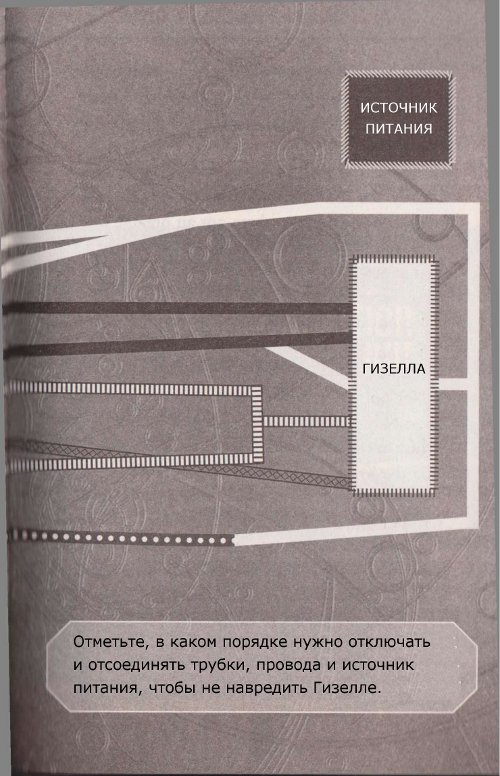 ИСТОЧНИК
ПИТАНИЯ
ГИЗЕЛЛА
Отметьте, в каком порядке нужно отключать
и отсоединять трубки, провода и источник
питания, чтобы не навредить Гизелле.